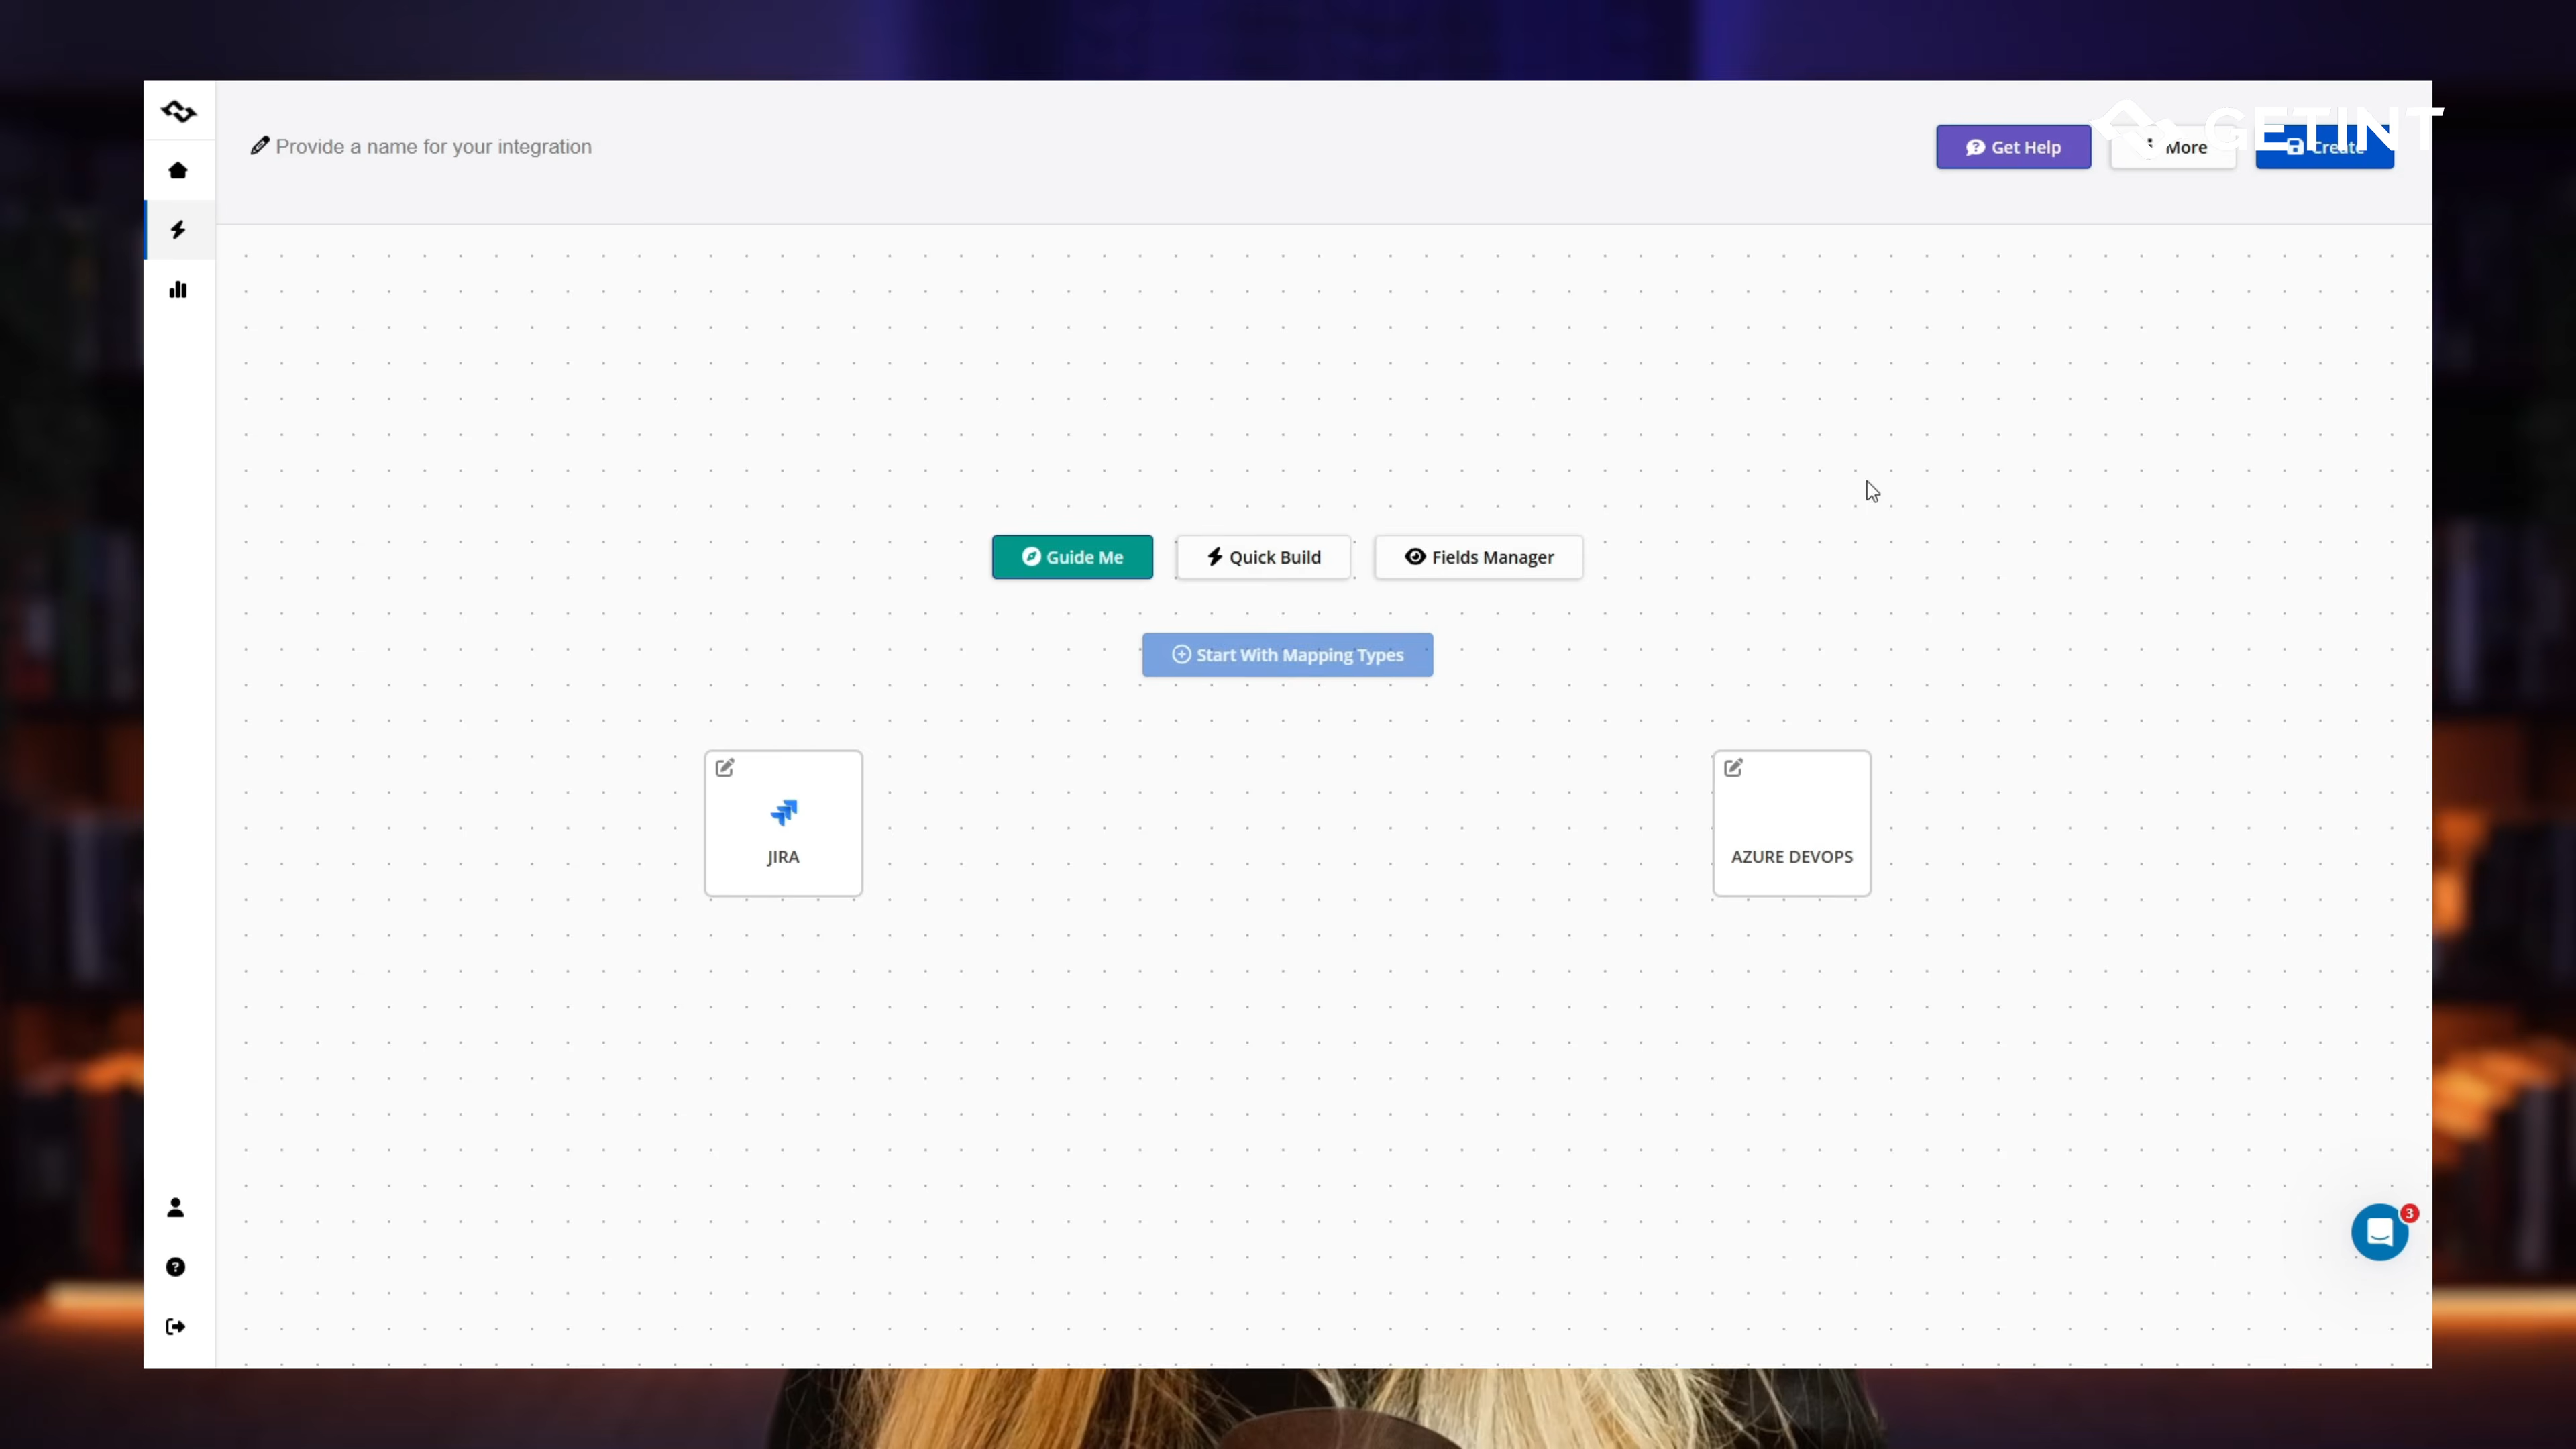 Provide a name for your integration
Get Help
More
Create
GETINT
Guide Me
Quick Build
Fields Manager
Start With Mapping Types
JIRA
AZURE DEVOPS
3